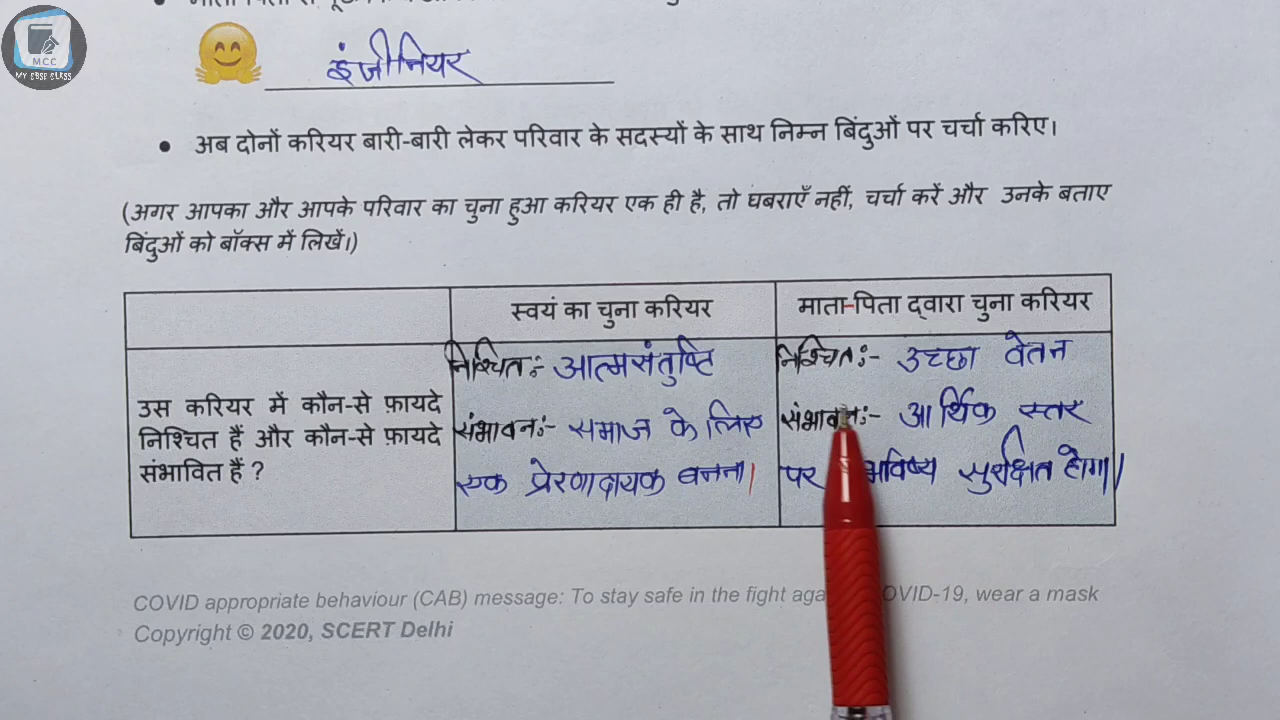 MCC
MY CBSE CLASS
इंजीनियर
• अब दोनों करियर बारी-बारी लेकर परिवार के सदस्यों के साथ निम्न बिंदुओं पर चर्चा करिए।
(अगर आपका और आपके परिवार का चुना हुआ करियर एक ही है, तो घबराएँ नहीं, चर्चा करें और उनके बताए
बिंदुओं को बॉक्स में लिखें।)
स्वयं का चुना करियर
माता-पिता द्वारा चुना करियर
उस करियर में कौन-से फ़ायदे
निश्चित हैं और कौन-से फ़ायदे
संभावित हैं ?
निश्चितः- आत्मसंतुष्टि
संभावनः- समाज के लिए
एक प्रेरणादायक बनना।
निश्चितः- उच्छा वेतन
संभावनः- आर्थिक स्तर
पर भविष्य सुरक्षित होगा।
COVID appropriate behaviour (CAB) message: To stay safe in the fight aga OVID-19, wear a mask
Copyright © 2020, SCERT Delhi